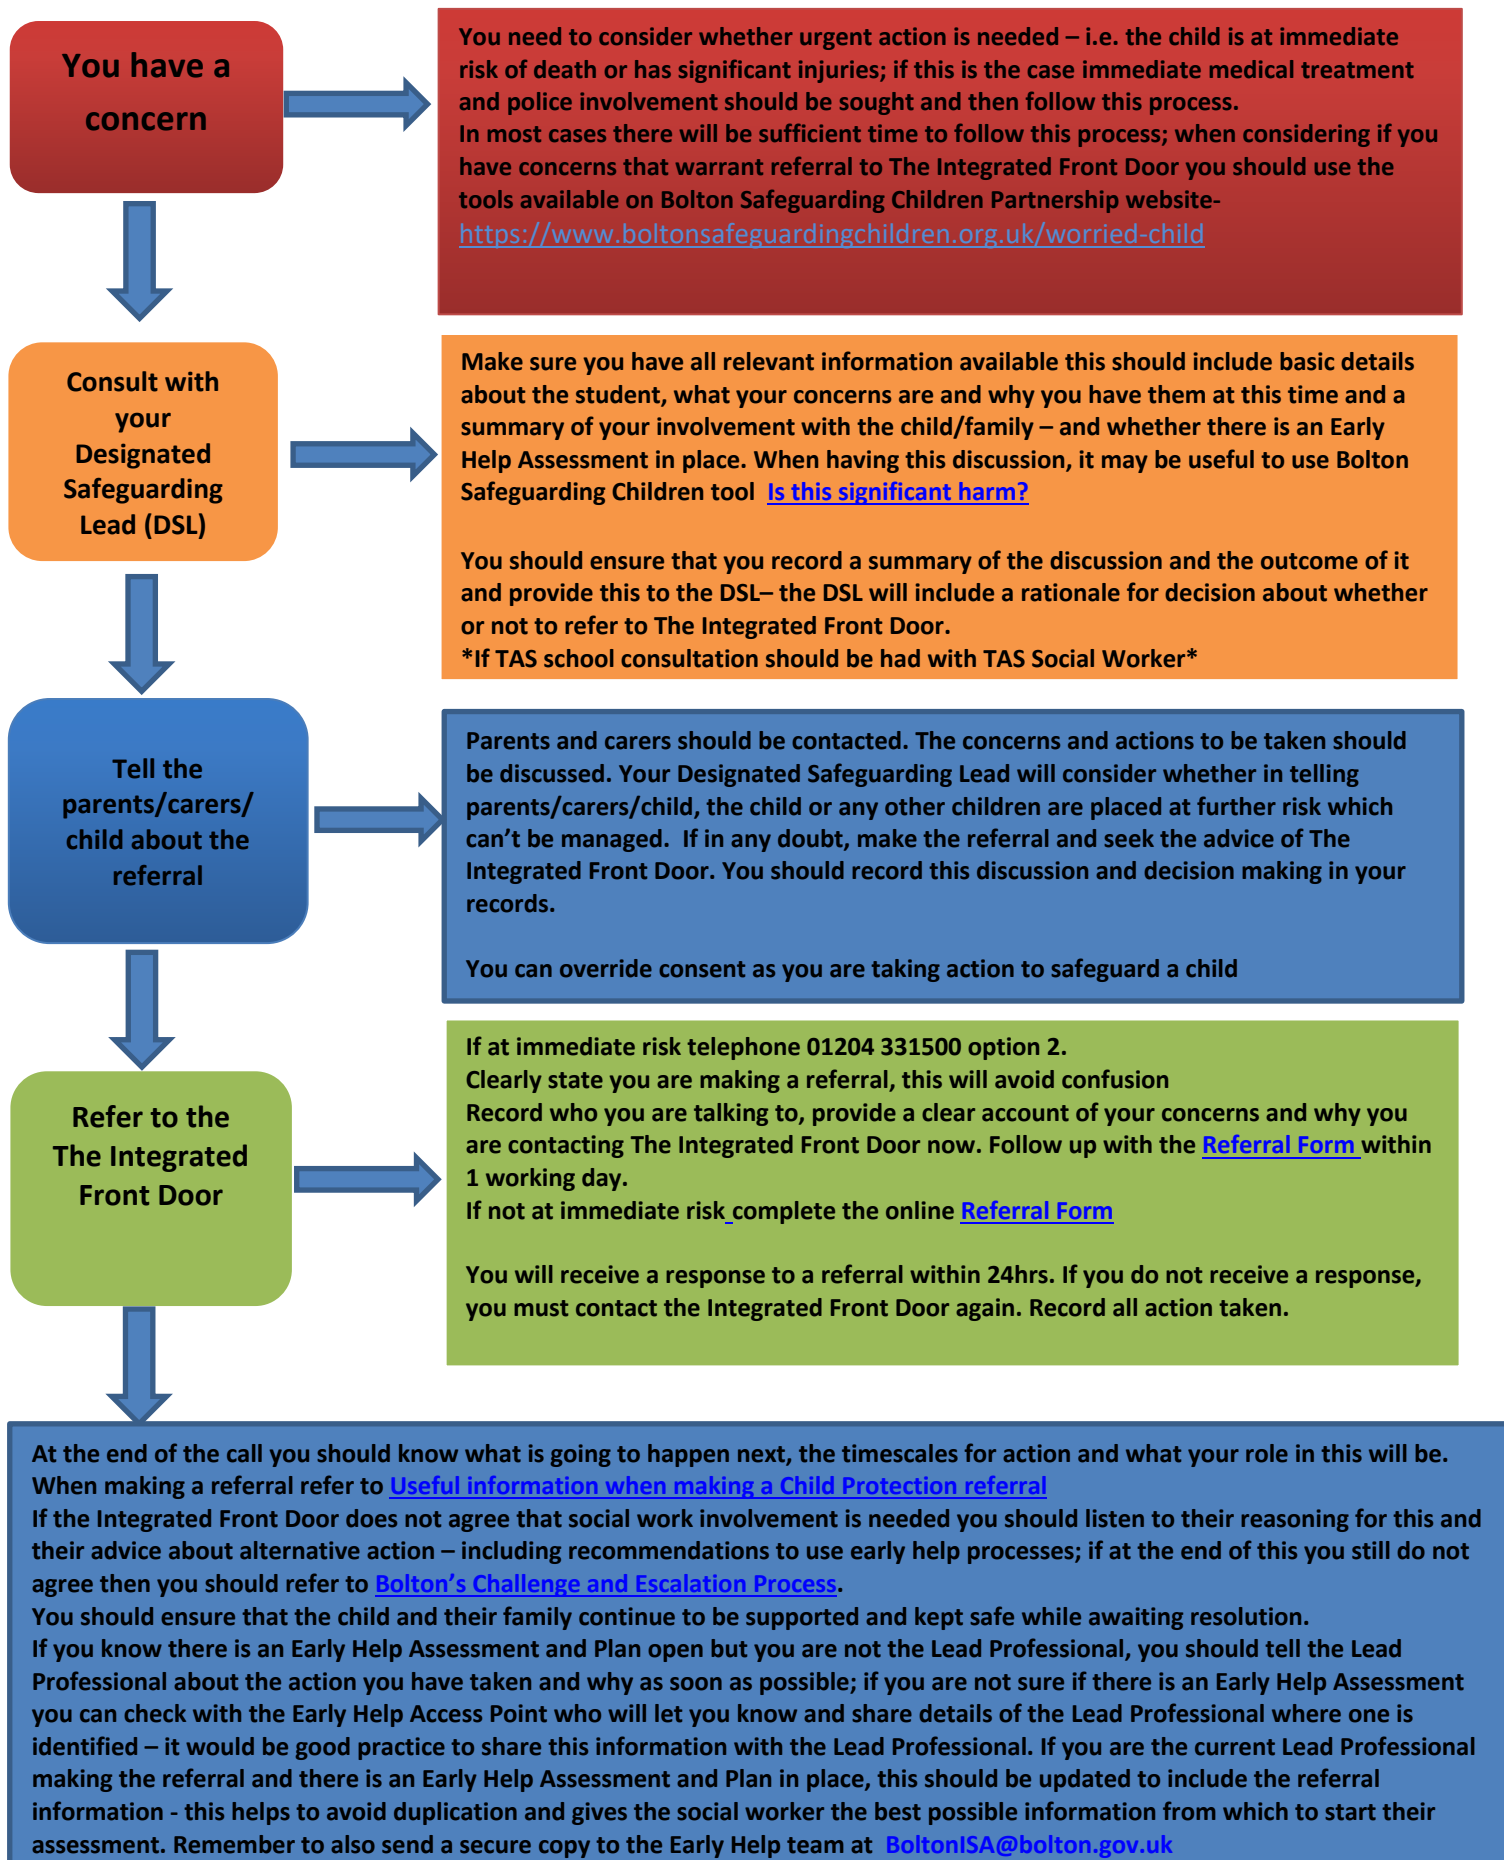 You have a
concern
You need to consider whether urgent action is needed – i.e. the child is at immediate
risk of death or has significant injuries; if this is the case immediate medical treatment
and police involvement should be sought and then follow this process.
In most cases there will be sufficient time to follow this process; when considering if you
have concerns that warrant referral to The Integrated Front Door you should use the
tools available on Bolton Safeguarding Children Partnership website-
https://www.boltonsafeguardingchildren.org.uk/worried-child
Consult with
your
Designated
Safeguarding
Lead (DSL)
Make sure you have all relevant information available this should include basic details
about the student, what your concerns are and why you have them at this time and a
summary of your involvement with the child/family – and whether there is an Early
Help Assessment in place. When having this discussion, it may be useful to use Bolton
Safeguarding Children tool  Is this significant harm?
You should ensure that you record a summary of the discussion and the outcome of it
and provide this to the DSL– the DSL will include a rationale for decision about whether
or not to refer to The Integrated Front Door.
*If TAS school consultation should be had with TAS Social Worker*
Tell the
parents/carers/
child about the
referral
Parents and carers should be contacted. The concerns and actions to be taken should
be discussed. Your Designated Safeguarding Lead will consider whether in telling
parents/carers/child, the child or any other children are placed at further risk which
can’t be managed.  If in any doubt, make the referral and seek the advice of The
Integrated Front Door. You should record this discussion and decision making in your
records.
You can override consent as you are taking action to safeguard a child
Refer to the
The Integrated
Front Door
If at immediate risk telephone 01204 331500 option 2.
Clearly state you are making a referral, this will avoid confusion
Record who you are talking to, provide a clear account of your concerns and why you
are contacting The Integrated Front Door now. Follow up with the Referral Form within
1 working day.
If not at immediate risk complete the online Referral Form
You will receive a response to a referral within 24hrs. If you do not receive a response,
you must contact the Integrated Front Door again. Record all action taken.
At the end of the call you should know what is going to happen next, the timescales for action and what your role in this will be.
When making a referral refer to Useful information when making a Child Protection referral
If the Integrated Front Door does not agree that social work involvement is needed you should listen to their reasoning for this and
their advice about alternative action – including recommendations to use early help processes; if at the end of this you still do not
agree then you should refer to Bolton’s Challenge and Escalation Process.
You should ensure that the child and their family continue to be supported and kept safe while awaiting resolution.
If you know there is an Early Help Assessment and Plan open but you are not the Lead Professional, you should tell the Lead
Professional about the action you have taken and why as soon as possible; if you are not sure if there is an Early Help Assessment
you can check with the Early Help Access Point who will let you know and share details of the Lead Professional where one is
identified – it would be good practice to share this information with the Lead Professional. If you are the current Lead Professional
making the referral and there is an Early Help Assessment and Plan in place, this should be updated to include the referral
information - this helps to avoid duplication and gives the social worker the best possible information from which to start their
assessment. Remember to also send a secure copy to the Early Help team at  BoltonISA@bolton.gov.uk